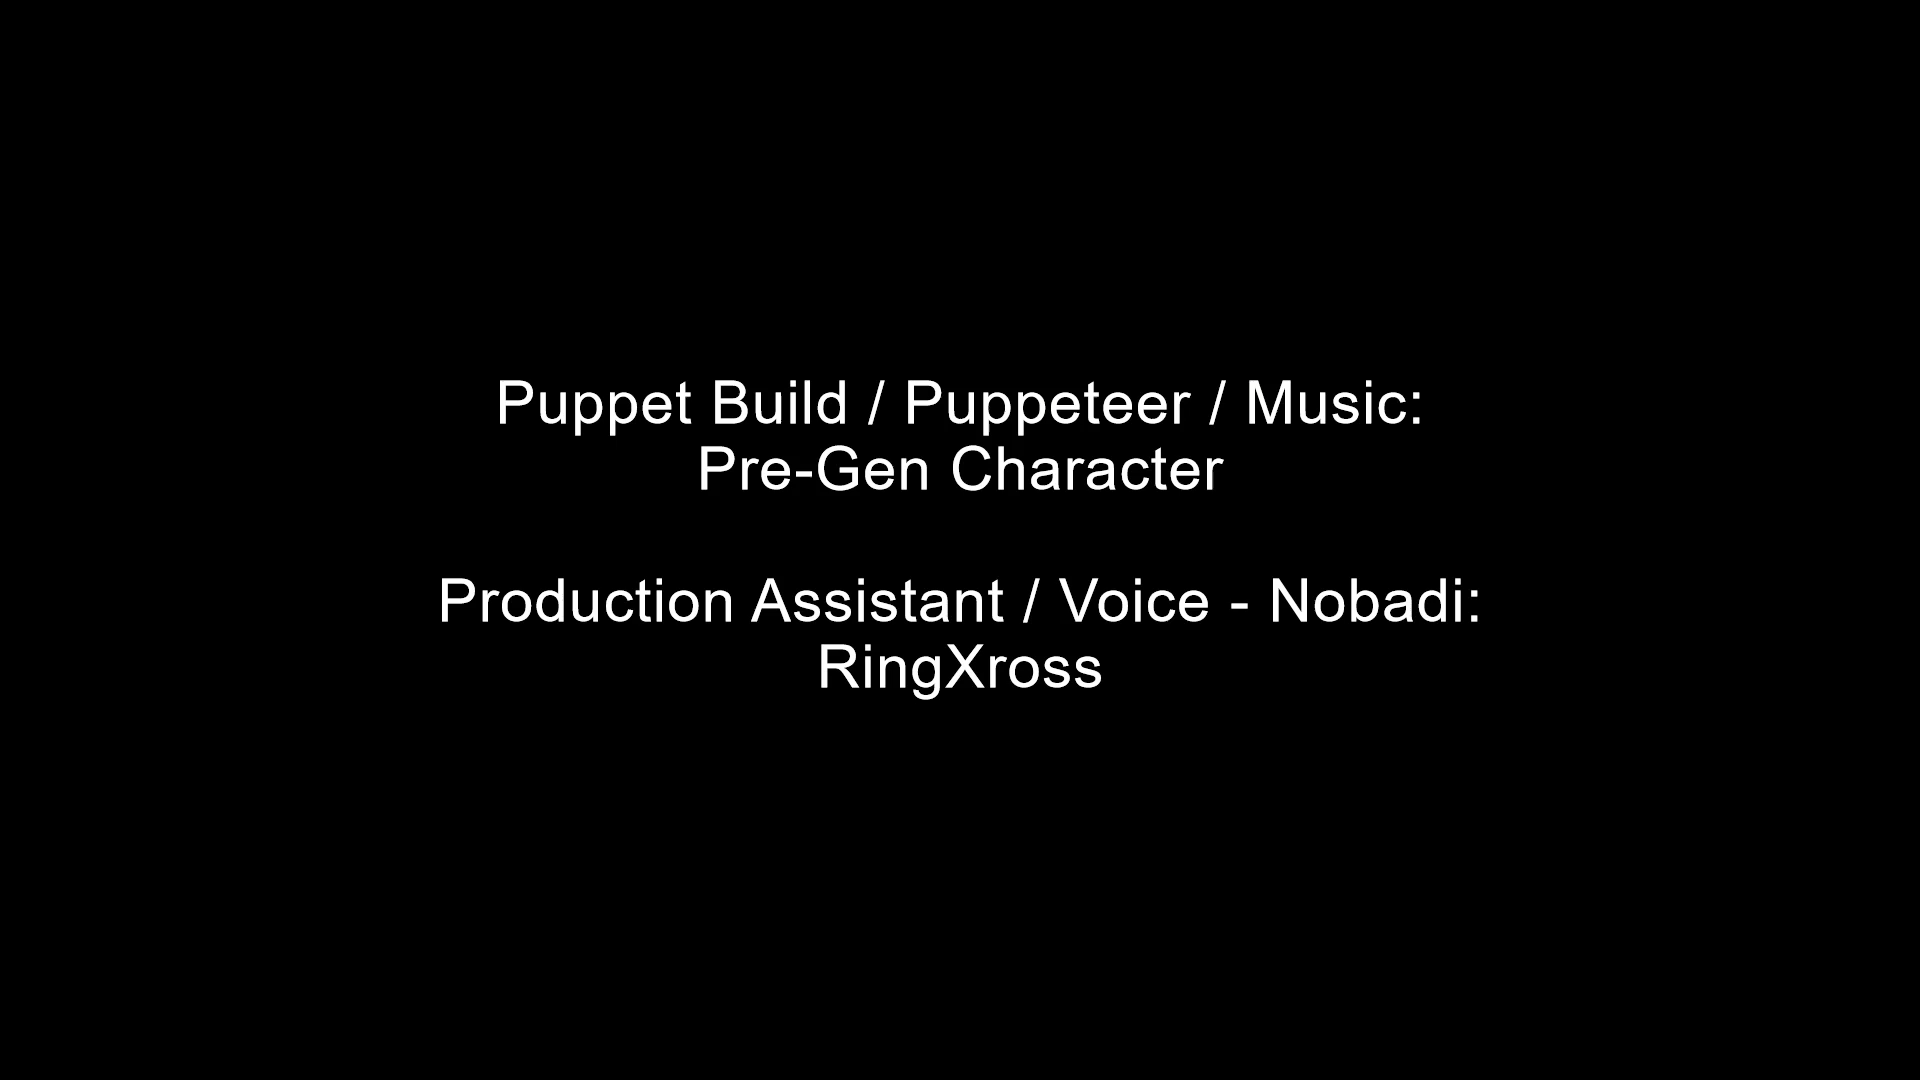 Puppet Build / Puppeteer / Music:
Pre-Gen Character
Production Assistant / Voice - Nobadi:
RingXross